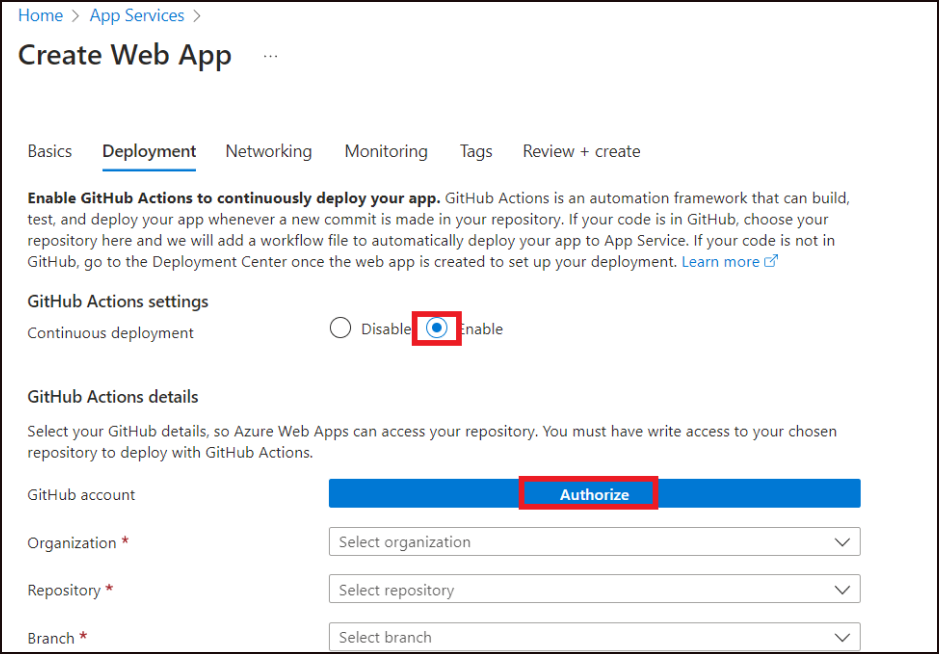 Home > App Services >
Create Web App ...
Basics Deployment Networking Monitoring Tags Review + create
Enable GitHub Actions to continuously deploy your app. GitHub Actions is an automation framework that can build,
test, and deploy your app whenever a new commit is made in your repository. If your code is in GitHub, choose your
repository here and we will add a workflow file to automatically deploy your app to App Service. If your code is not in
GitHub, go to the Deployment Center once the web app is created to set up your deployment. Learn more
GitHub Actions settings
Continuous deployment Disable Enable
GitHub Actions details
Select your GitHub details, so Azure Web Apps can access your repository. You must have write access to your chosen
repository to deploy with GitHub Actions.
GitHub account Authorize
Organization * Select organization
Repository * Select repository
Branch * Select branch